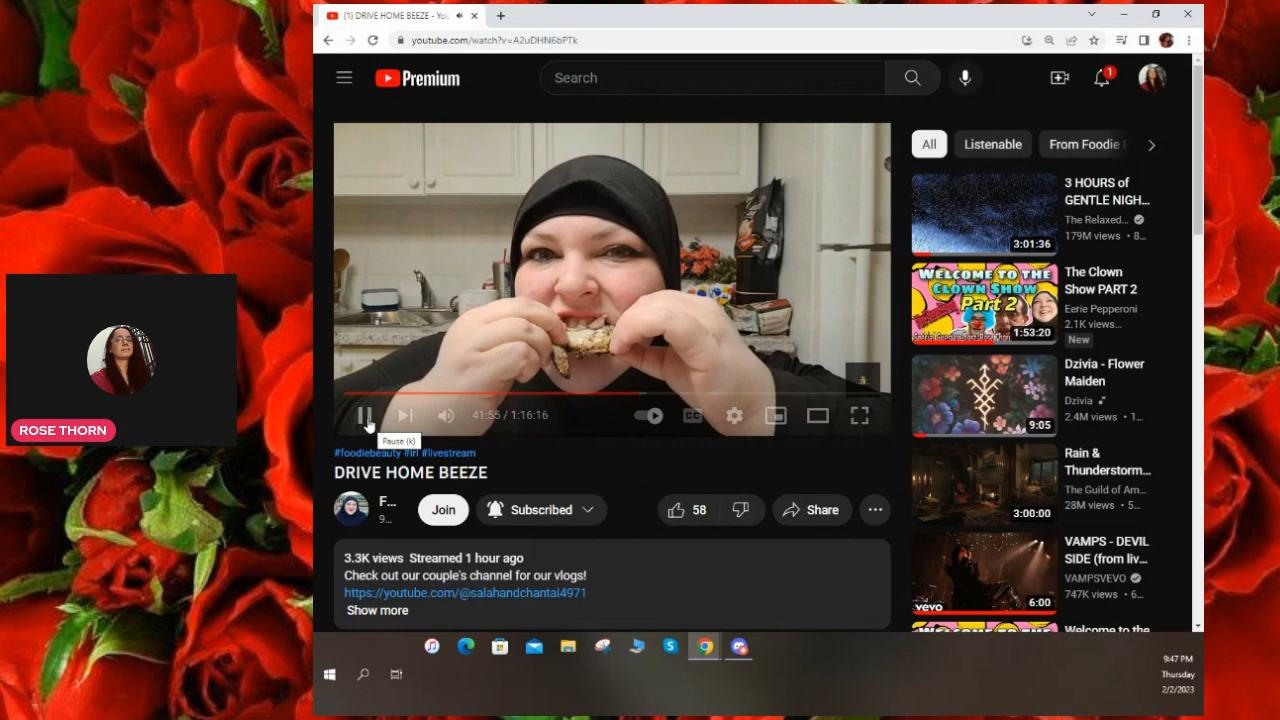 (1) DRIVE HOME BEEZE - You
youtube.com/watch?v=A2uDHN6bPTk
Premium
Search
1
All
Listenable
From Foodie
3 HOURS of
GENTLE NIGH...
The Relaxed...
179M views • 8...
3:01:36
WELCOME TO THE
CLOWN SHOW
Part 2
1:53:20
The Clown
Show PART 2
Eerie Pepperoni
2.1K views...
New
Dzivia - Flower
Maiden
Dzivia
2.4M views • 1...
9:05
Rain &
Thunderstorm...
The Guild of Am...
28M views • 5...
3:00:00
VAMPS - DEVIL
SIDE (from liv...
VAMPSVEVO
747K views • 6...
vevo
6:00
Welcome to the
41:55 / 1:16:16
CC
Pause (k)
#foodiebeauty #irl #livestream
DRIVE HOME BEEZE
F...
9...
Join
Subscribed
58
Share
3.3K views Streamed 1 hour ago
Check out our couple's channel for our vlogs!
https://youtube.com/@salahandchantal4971
Show more
ROSE THORN
9:47 PM
Thursday
2/2/2023